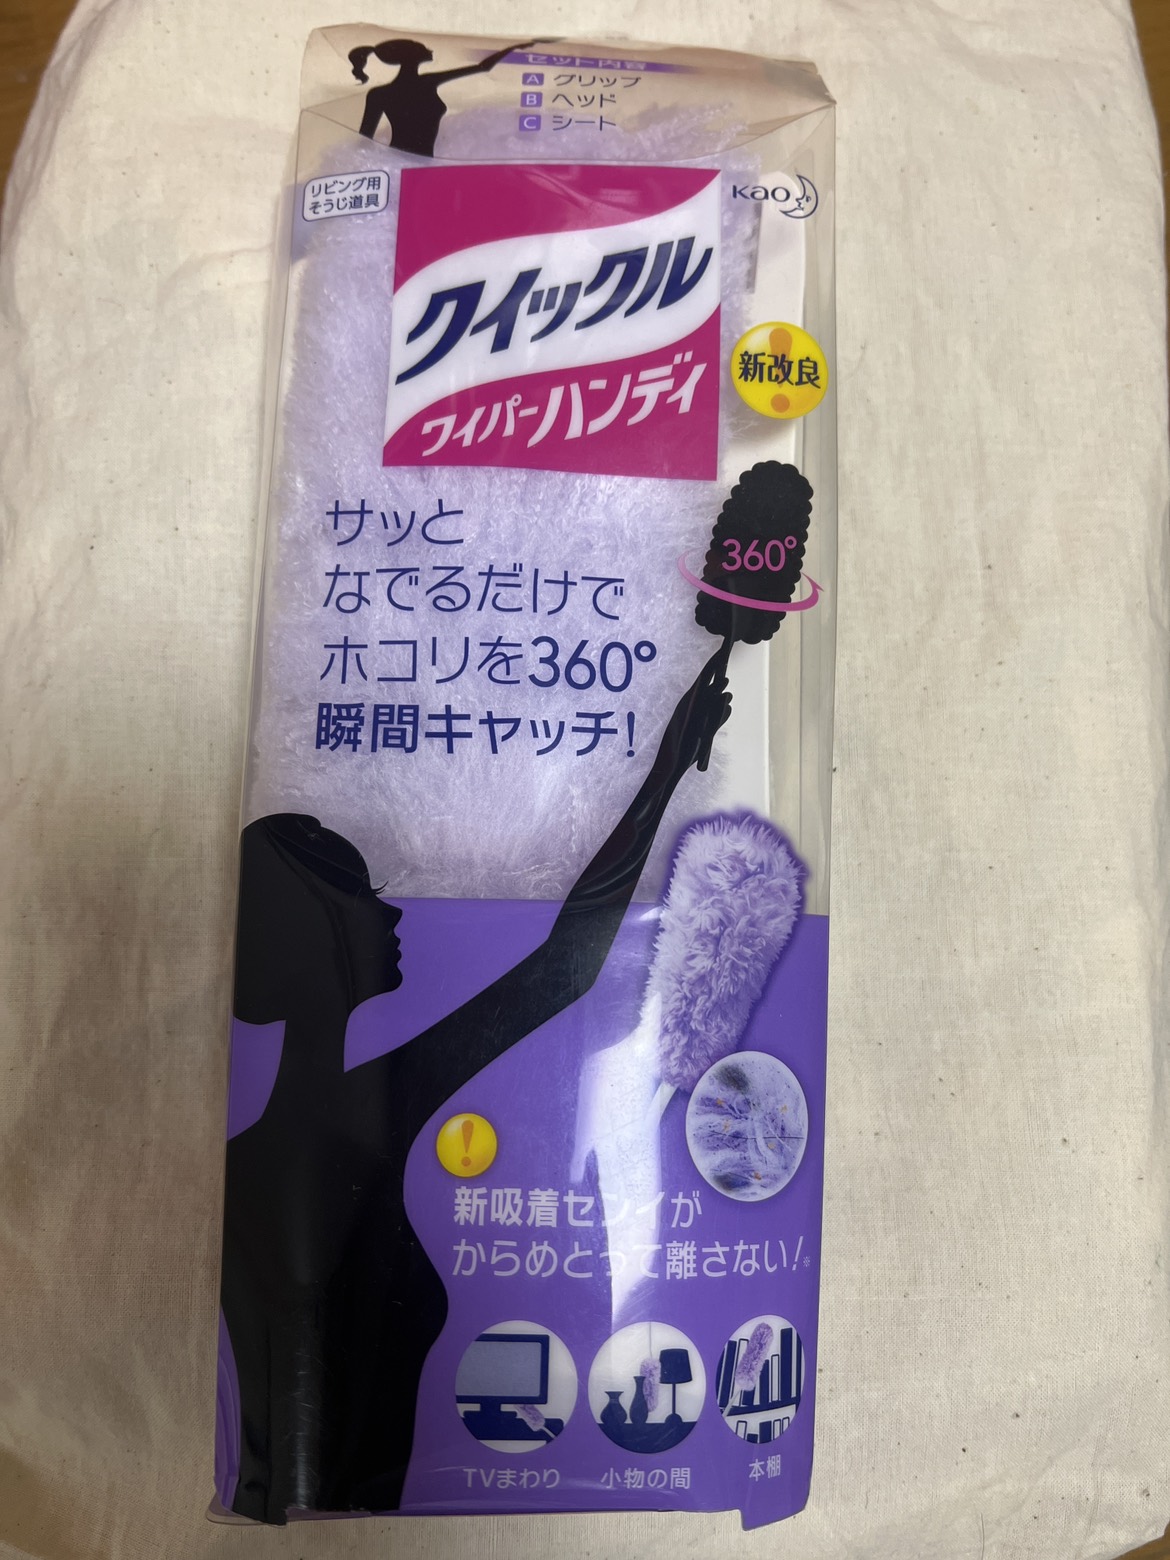 セット内容
A グリップ
B ヘッド
C シート
リビング用
そうじ道具
Kao
クイックル
ワイパーハンディ
新改良
サッと
なでるだけで
ホコリを360°
瞬間キャッチ!
360°
!
新吸着センイが
からめとって離さない!※
TVまわり
小物の間
本棚